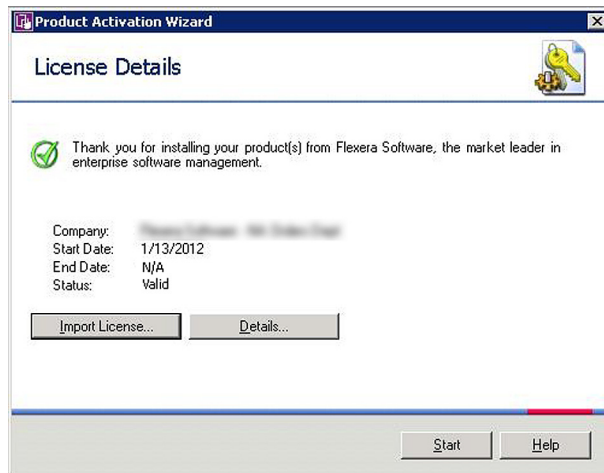 Product Activation Wizard
License Details
Thank you for installing your product(s) from Flexera Software, the market leader in
enterprise software management.
Company:
Start Date: 1/13/2012
End Date: N/A
Status: Valid
Import License... Details...
Start Help